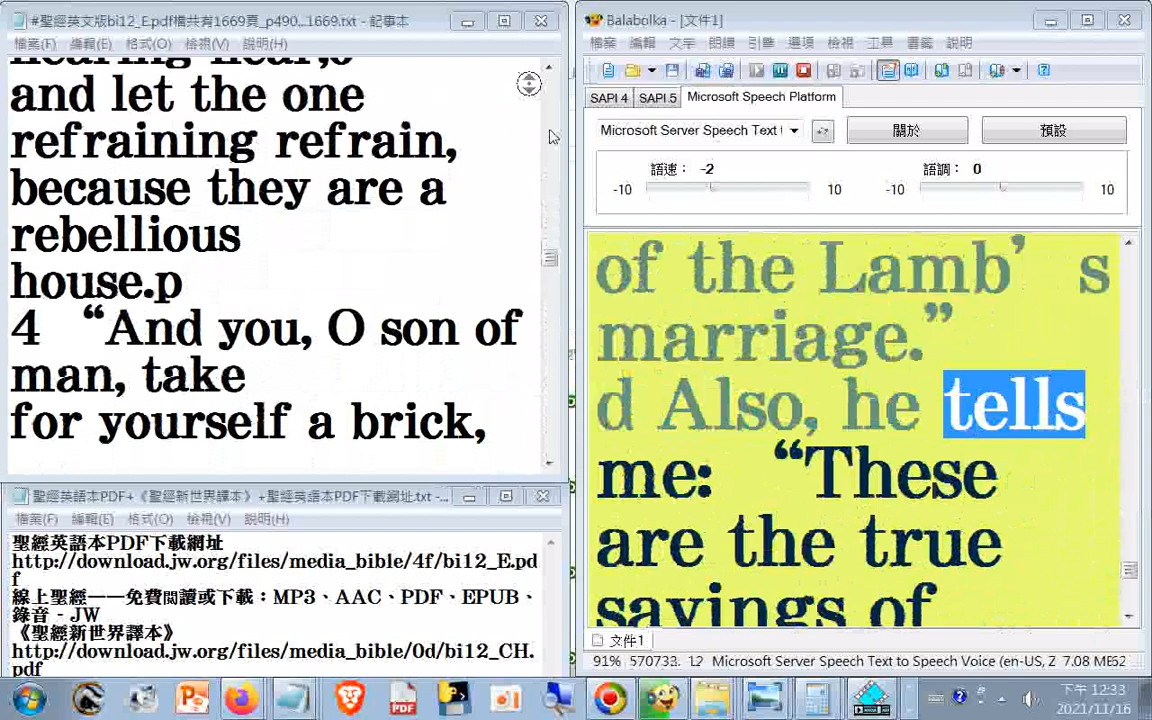 #聖經英文版bi12_E.pdf檔共有1669頁_p490,..1669.txt - 記事本
檔案(F) 編輯(E) 格式(O) 檢視(V) 說明(H)
and let the one
refraining refrain,
because they are a
rebellious
house.p
4 “And you, O son of
man, take
for yourself a brick,
聖經英語本PDF+《聖經新世界譯本》+聖經英語本PDF下載網址.txt - ...
檔案(F) 編輯(E) 格式(O) 檢視(V) 說明(H)
聖經英語本PDF下載網址
http://download.jw.org/files/media_bible/4f/bi12_E.pd
f
線上聖經——免費閱讀或下載：MP3、AAC、PDF、EPUB、
錄音 - JW
《聖經新世界譯本》
http://download.jw.org/files/media_bible/0d/bi12_CH.
pdf
Balabolka - [文件1]
檔案 編輯 文字 朗讀 引擎 選項 檢視 工具 書籤 說明
SAPI 4 SAPI 5 Microsoft Speech Platform
Microsoft Server Speech Text 關於 預設
語速： -2 語調： 0
-10 10 -10 10
of the Lamb’s
marriage.”
d Also, he tells
me: “These
are the true
sayings of
文件1
91% 570733: 12 Microsoft Server Speech Text to Speech Voice (en-US, Z 7.08 ME
下午 12:33
2021/11/16